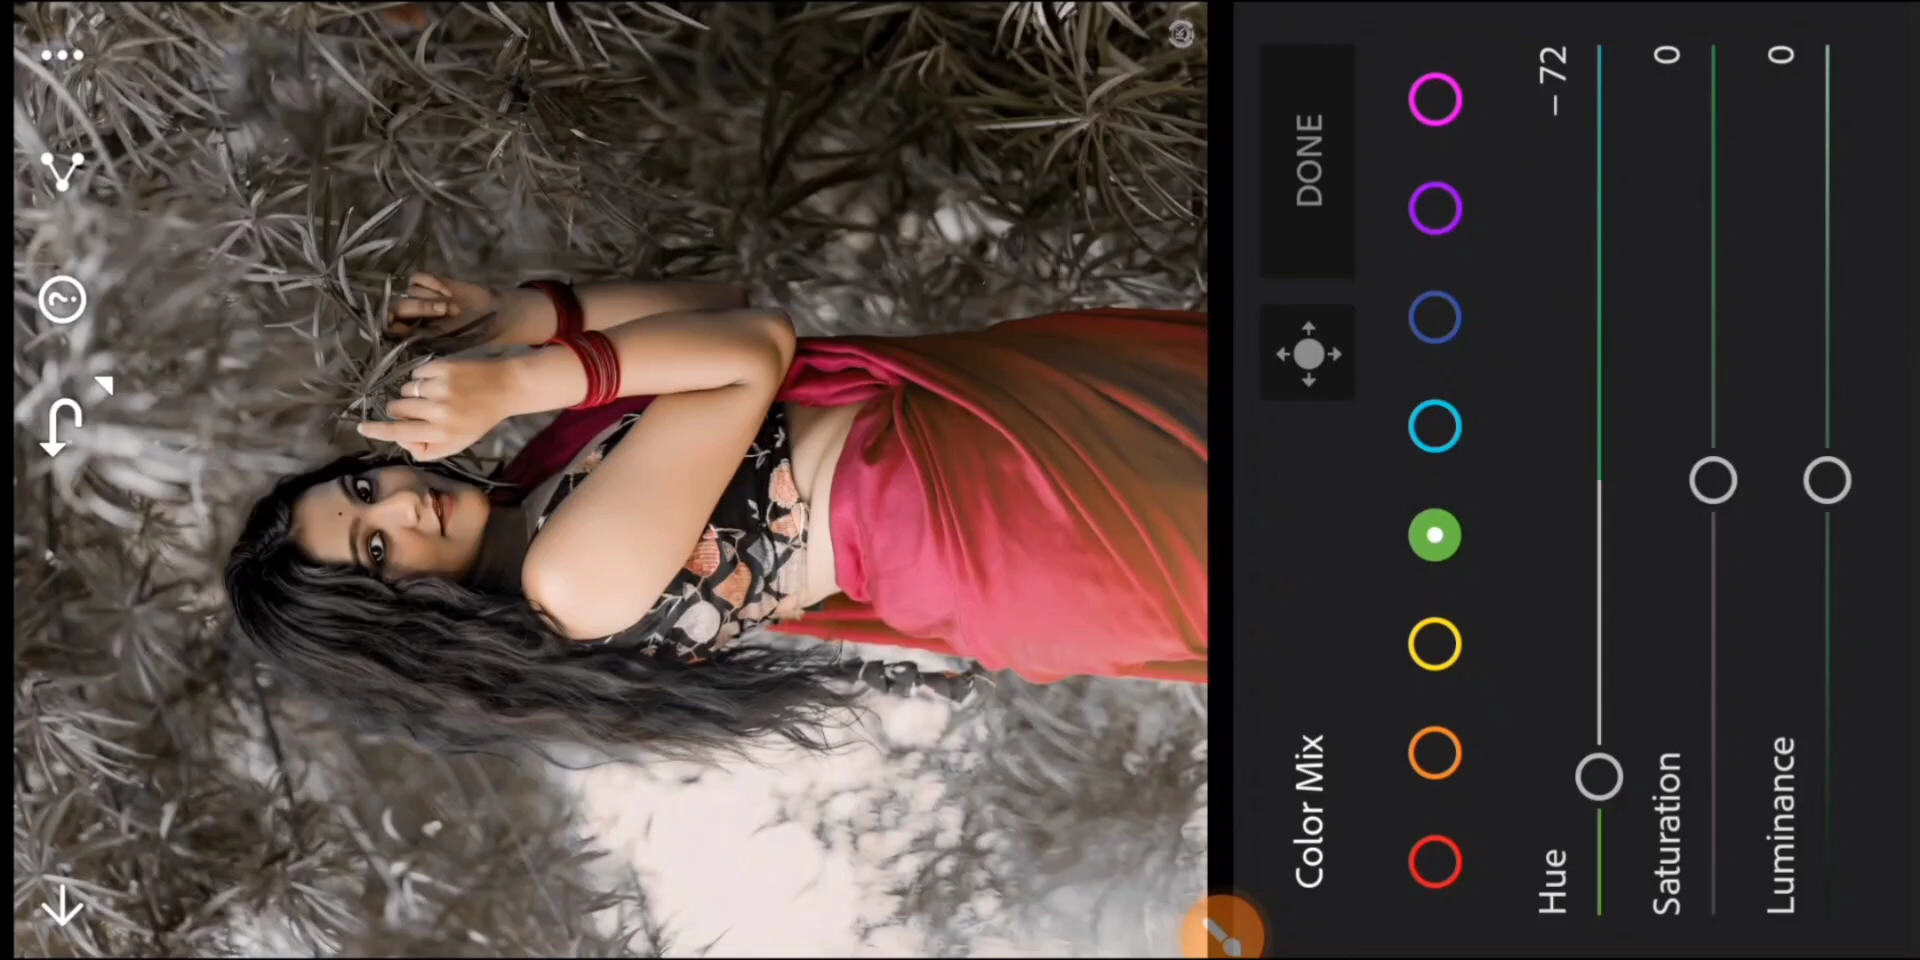 Color Mix
DONE
Hue
– 72
Saturation
0
Luminance
0